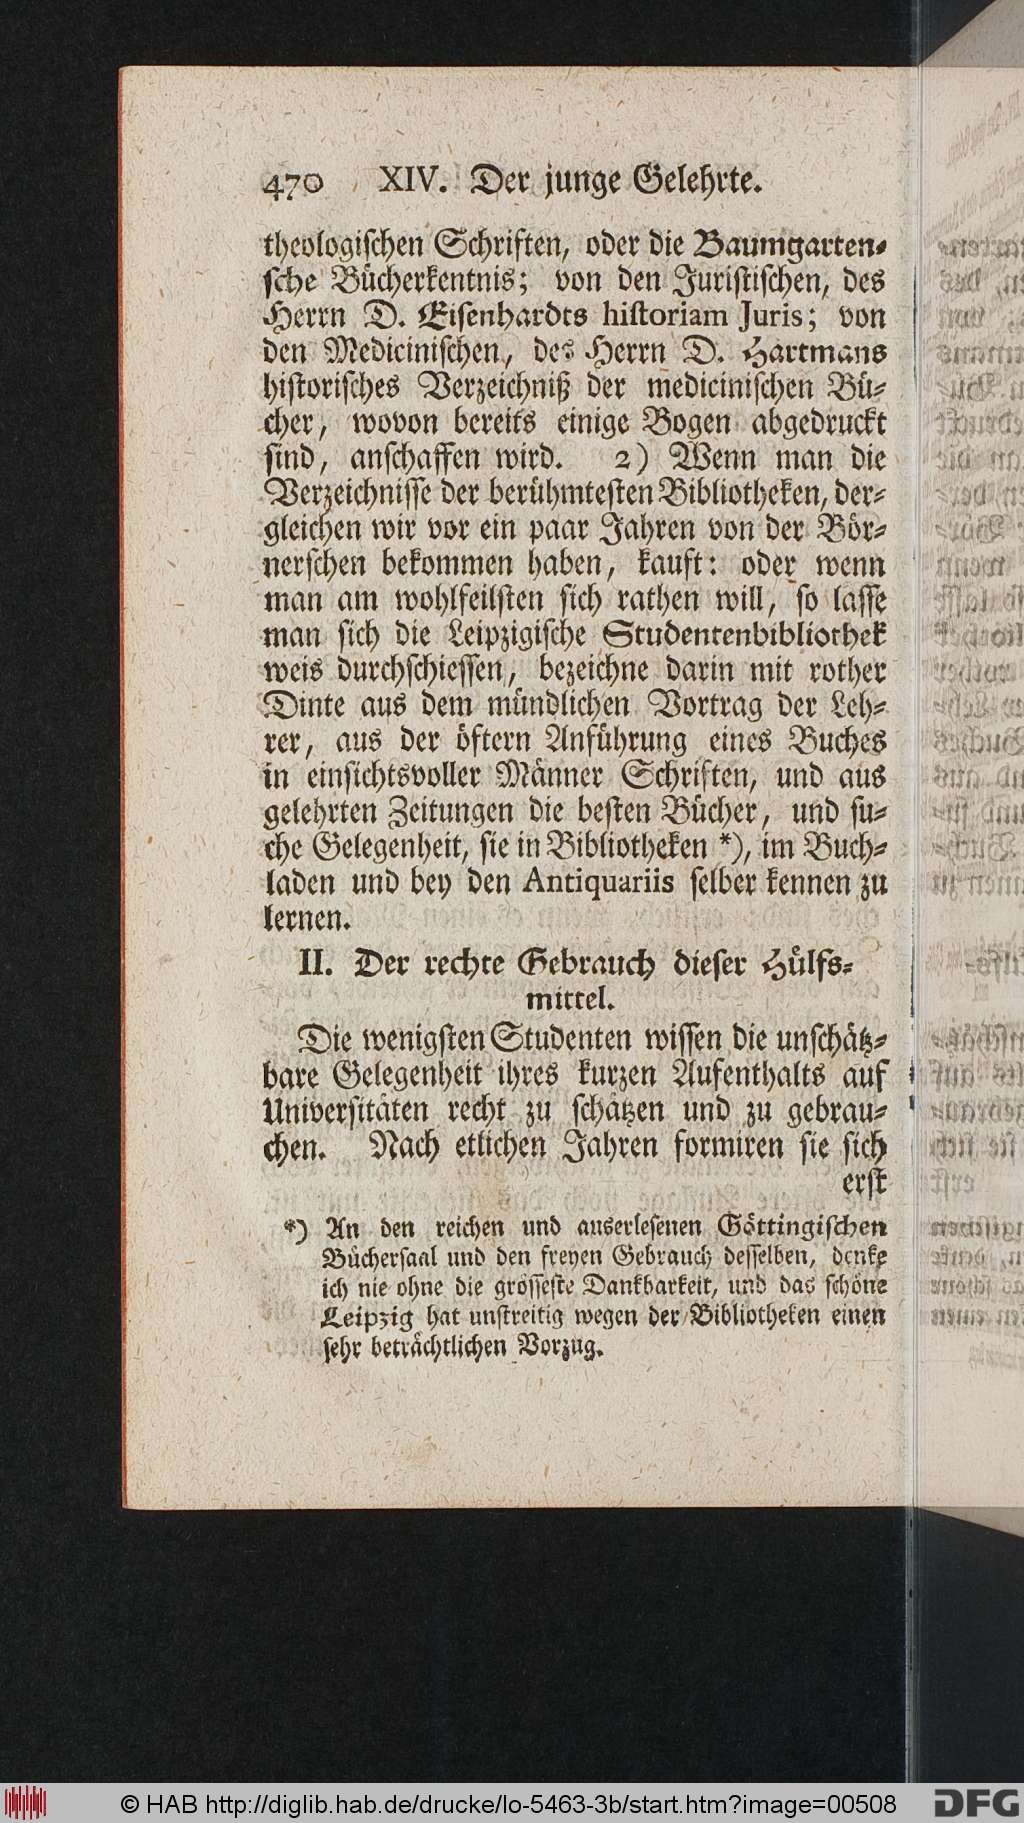 470 XIV. Der junge Gelehrte.
theologischen Schriften, oder die Baumgarten-
sche Bücherkentnis; von den Juristischen, des
Herrn D. Eisenhardts historiam Juris; von
den Medicinischen, des Herrn D. Hartmans
historisches Verzeichniß der medicinischen Bü-
cher, wovon bereits einige Bogen abgedruckt
sind, anschaffen wird. 2) Wenn man die
Verzeichnisse der berühmtesten Bibliotheken, der-
gleichen wir vor ein paar Jahren von der Bör-
nerschen bekommen haben, kauft: oder wenn
man am wohlfeilsten sich rathen will, so lasse
man sich die Leipzigische Studentenbibliothek
weis durchschiessen, bezeichne darin mit rother
Dinte aus dem mündlichen Vortrag der Leh-
rer, aus der öftern Anführung eines Buches
in einsichtsvoller Männer Schriften, und aus
gelehrten Zeitungen die besten Bücher, und su-
che Gelegenheit, sie in Bibliotheken *), im Buch-
laden und bey den Antiquariis selber kennen zu
lernen.
II. Der rechte Gebrauch dieser Hülfs-
mittel.
Die wenigsten Studenten wissen die unschätz-
bare Gelegenheit ihres kurzen Aufenthalts auf
Universitäten recht zu schätzen und zu gebrau-
chen. Nach etlichen Jahren formiren sie sich
erst
*) An den reichen und auserlesenen Göttingischen
Büchersaal und den freyen Gebrauch desselben, denke
ich nie ohne die grösseste Dankbarkeit, und das schöne
Leipzig hat unstreitig wegen der Bibliotheken einen
sehr beträchtlichen Vorzug.
© HAB http://diglib.hab.de/drucke/lo-5463-3b/start.htm?image=00508
DFG